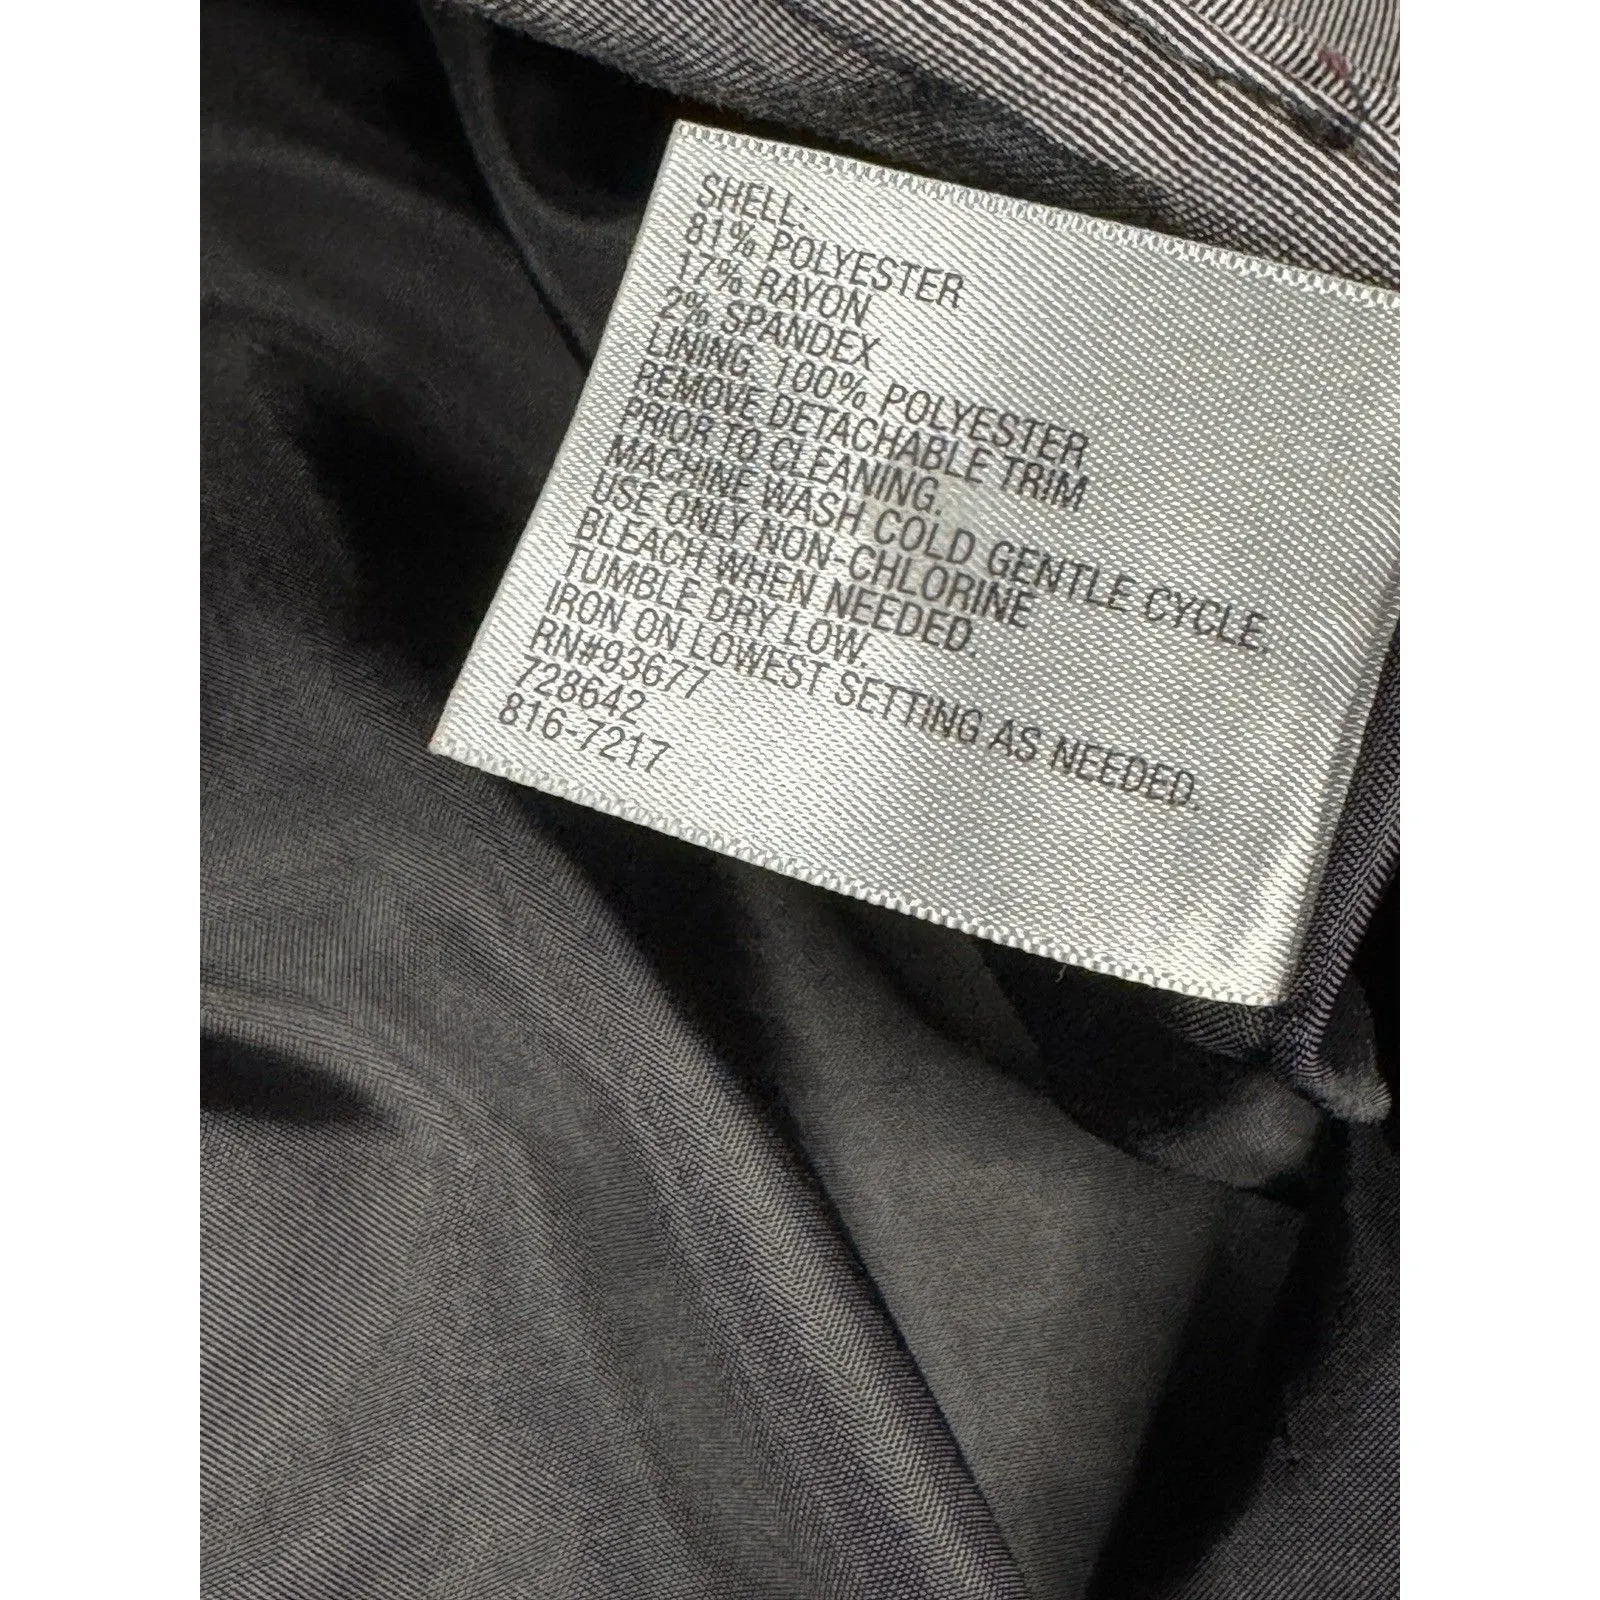 SHELL:
81% POLYESTER
17% RAYON
2% SPANDEX
LINING: 100% POLYESTER
REMOVE DETACHABLE TRIM
PRIOR TO CLEANING.
MACHINE WASH COLD GENTLE CYCLE,
USE ONLY NON-CHLORINE
BLEACH WHEN NEEDED.
TUMBLE DRY LOW.
IRON ON LOWEST SETTING AS NEEDED.
RN#93677
728642
816-7217